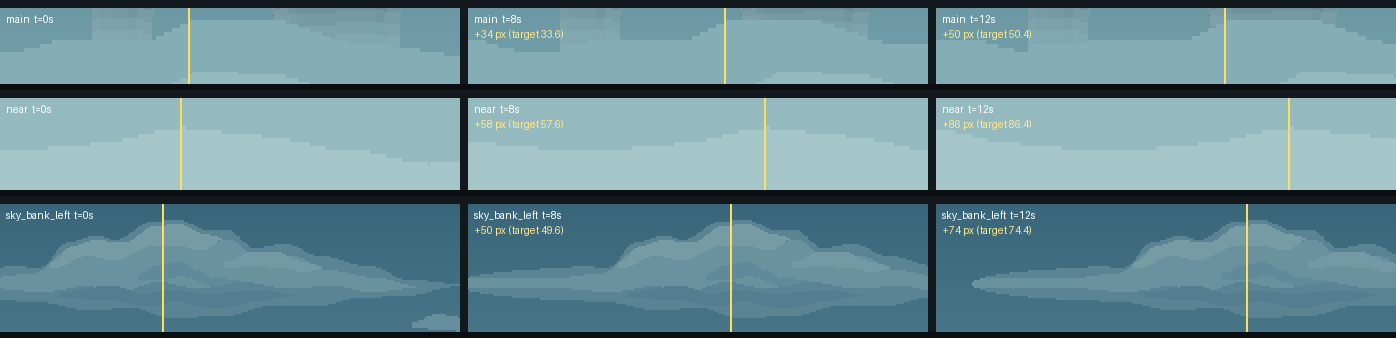 main t=0s
main t=8s
+34 px (target 33.6)
main t=12s
+50 px (target 50.4)
near t=0s
near t=8s
+58 px (target 57.6)
near t=12s
+86 px (target 86.4)
sky_bank_left t=0s
sky_bank_left t=8s
+50 px (target 49.6)
sky_bank_left t=12s
+74 px (target 74.4)